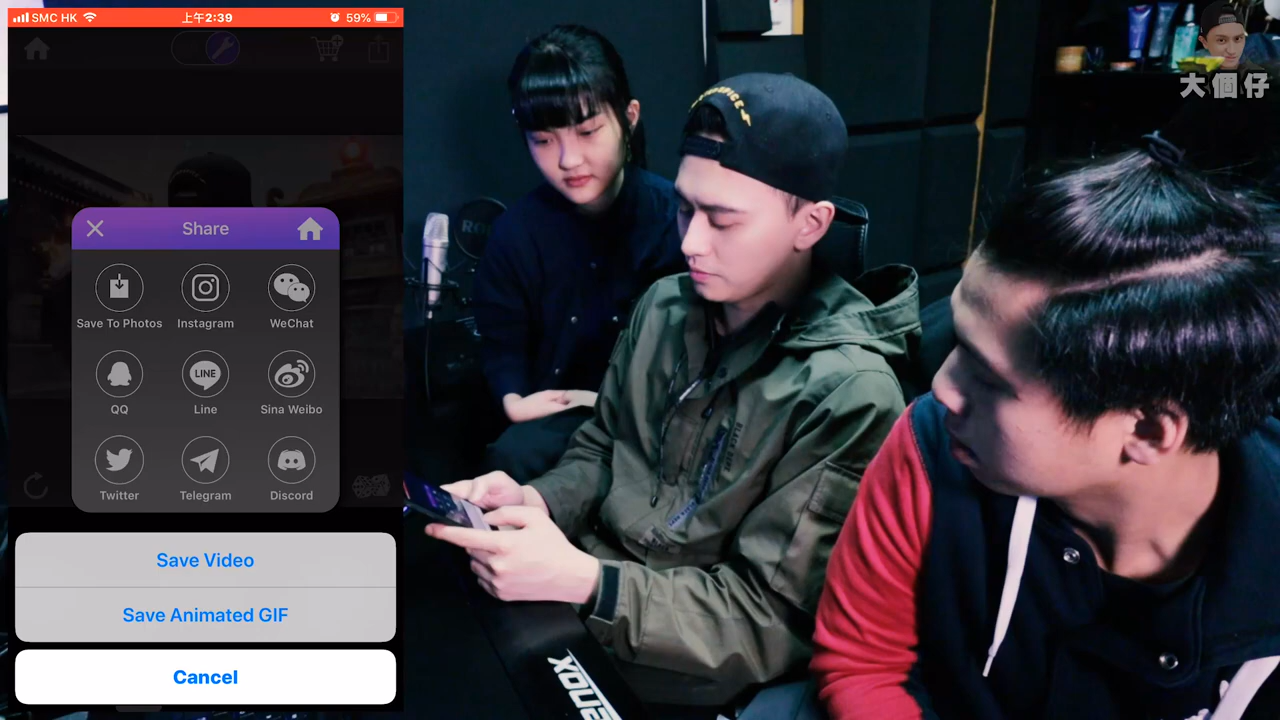 SMC HK
上午2:39
59%
Share
Save To Photos
Instagram
WeChat
QQ
LINE
Line
Sina Weibo
Twitter
Telegram
Discord
Save Video
Save Animated GIF
Cancel
大個仔